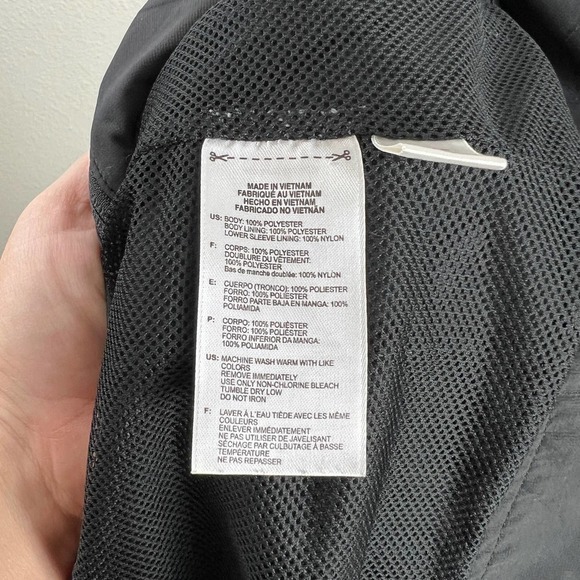 MADE IN VIETNAM
FABRIQUÉ AU VIETNAM
HECHO EN VIETNAM
FABRICADO NO VIETNÃN
US: BODY: 100% POLYESTER
BODY LINING: 100% POLYESTER
LOWER SLEEVE LINING: 100% NYLON
F: CORPS: 100% POLYESTER
DOUBLURE DU VÊTEMENT:
100% POLYESTER
Bas de manche doublée: 100% NYLON
E: CUERPO (TRONCO): 100% POLIESTER
FORRO: 100% POLIESTER
FORRO PARTE BAJA EN MANGA: 100%
POLIAMIDA
P: CORPO: 100% POLIÉSTER
FORRO: 100% POLIÉSTER
FORRO INFERIOR DA MANGA:
100% POLIAMIDA
US: MACHINE WASH WARM WITH LIKE
COLORS
REMOVE IMMEDIATELY
USE ONLY NON-CHLORINE BLEACH
TUMBLE DRY LOW
DO NOT IRON
F: LAVER À L'EAU TIÈDE AVEC LES MÊME
COULEURS
ENLEVER IMMÉDIATEMENT
NE PAS UTILISER DE JAVELISANT
SÉCHAGE PAR CULBUTAGE À BASSE
TEMPÉRATURE
NE PAS REPASSER